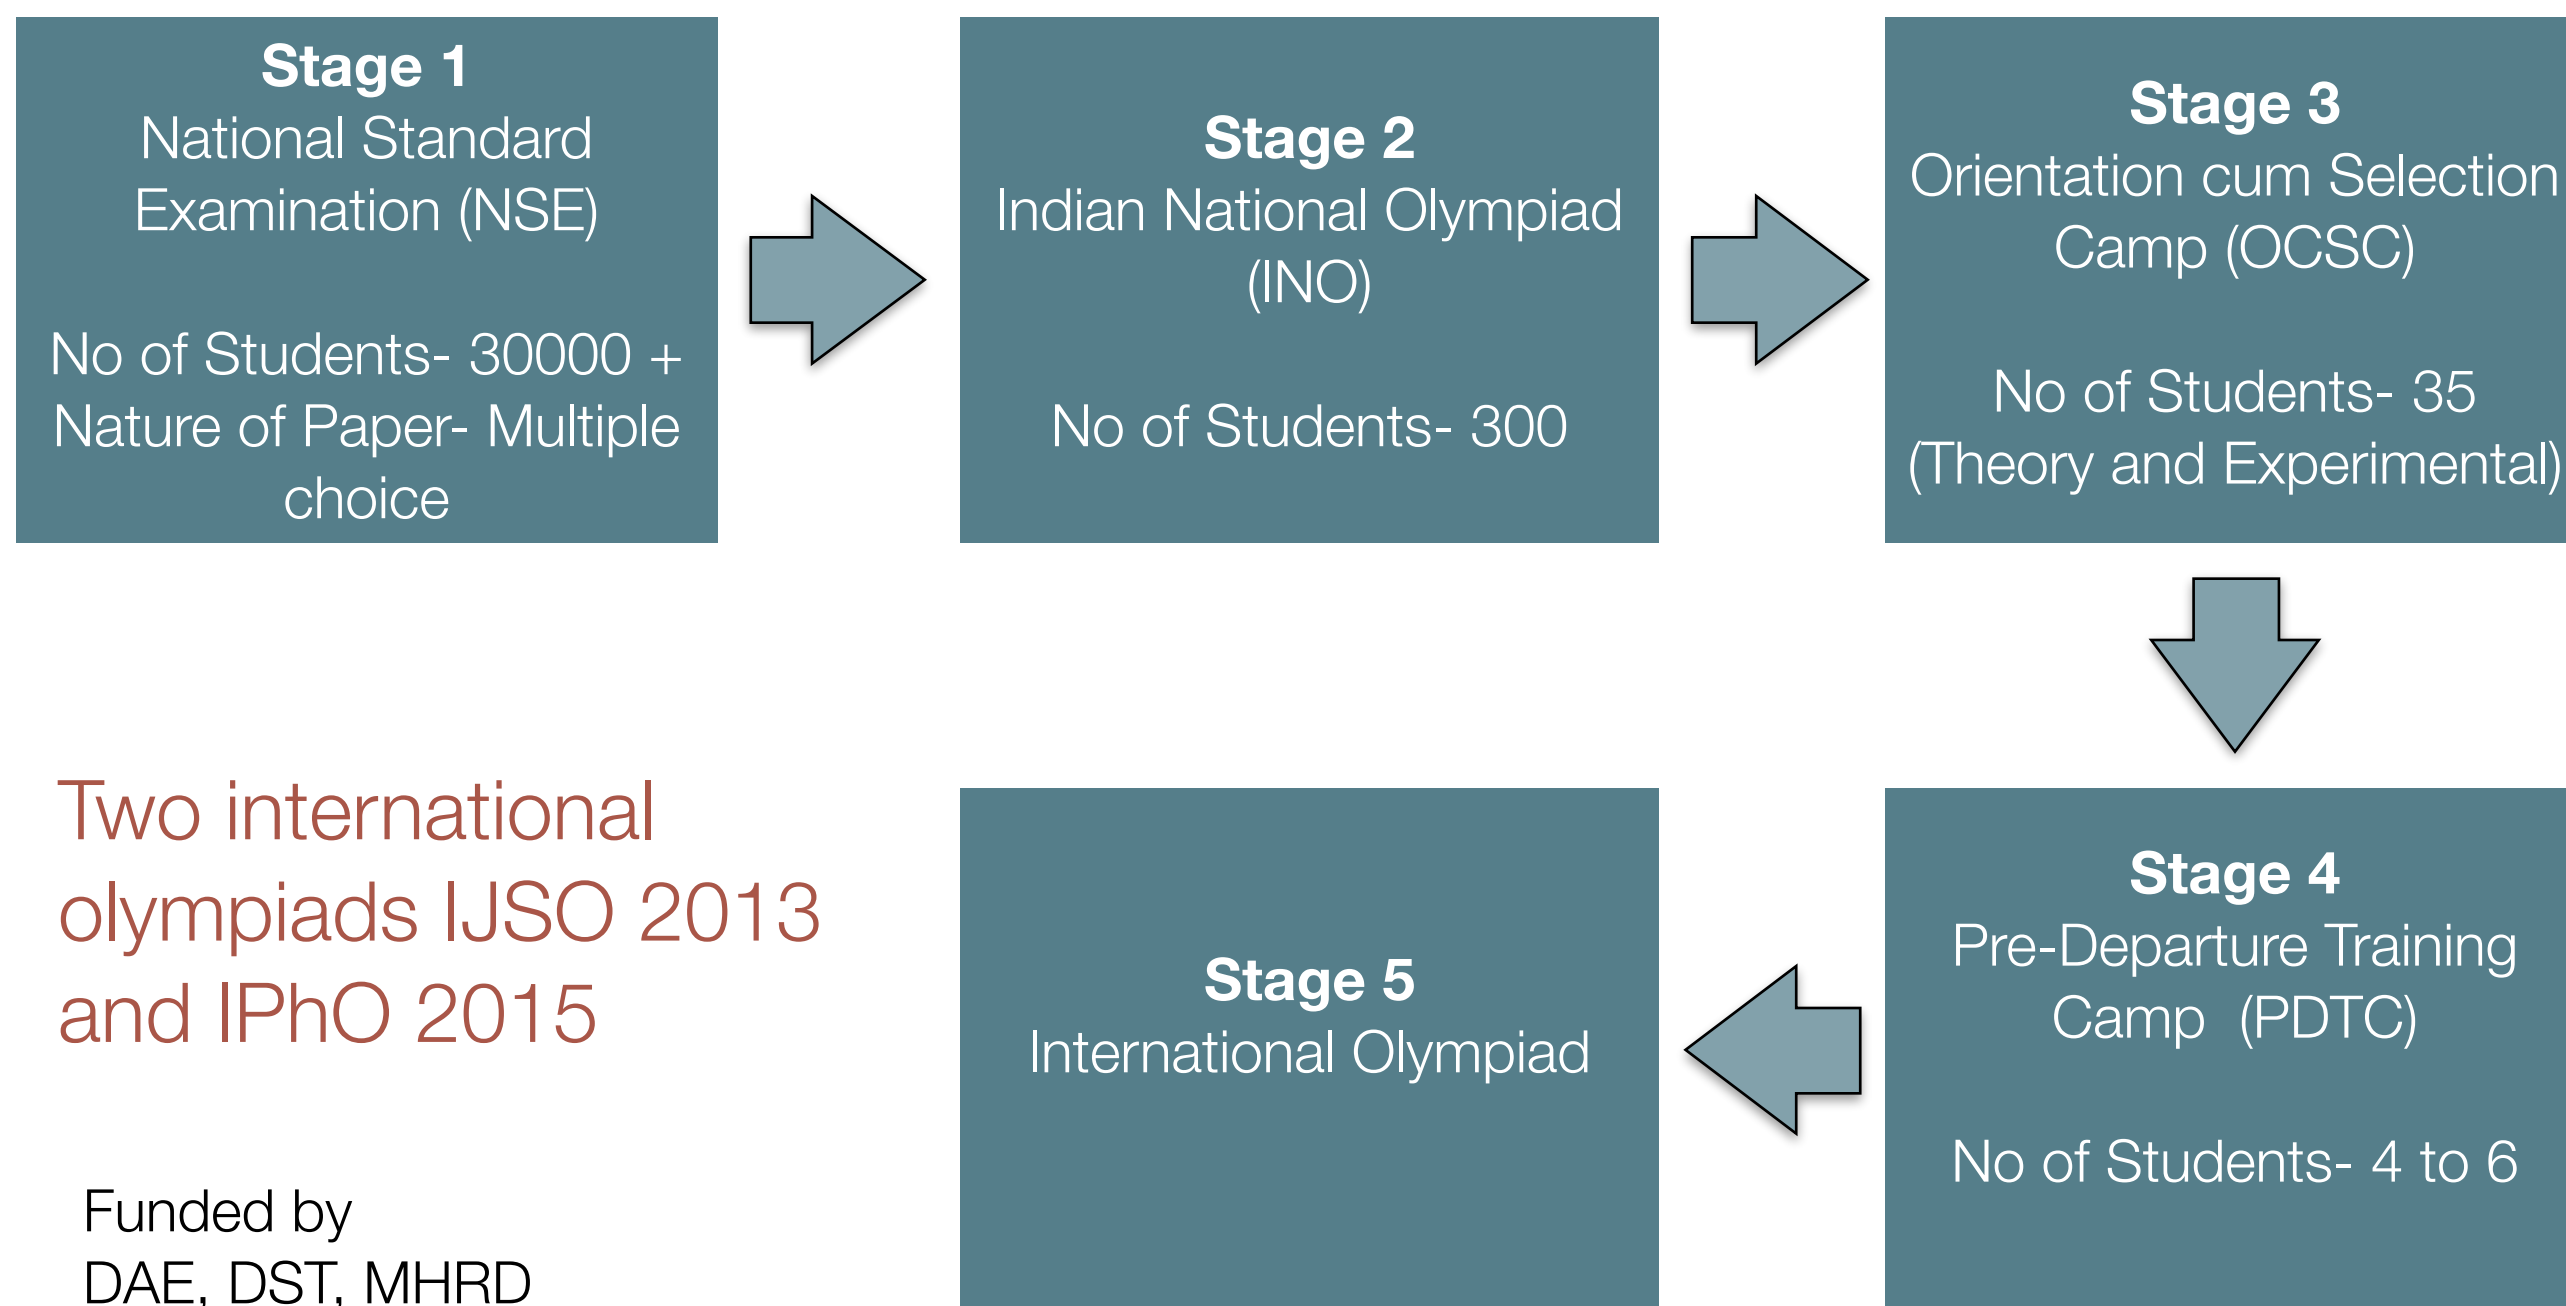 Stage 1
National Standard
Examination (NSE)
No of Students- 30000 +
Nature of Paper- Multiple
choice
Stage 2
Indian National Olympiad
(INO)
No of Students- 300
Stage 3
Orientation cum Selection
Camp (OCSC)
No of Students- 35
(Theory and Experimental)
Stage 4
Pre-Departure Training
Camp (PDTC)
No of Students- 4 to 6
Stage 5
International Olympiad
Two international
olympiads IJSO 2013
and IPhO 2015
Funded by
DAE, DST, MHRD